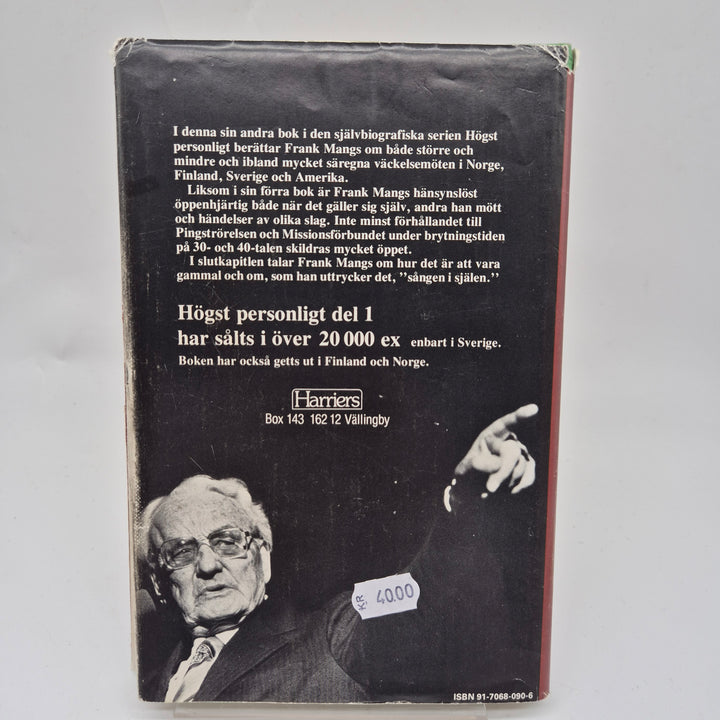 I denna sin andra bok i den självbiografiska serien Högst
personligt berättar Frank Mangs om både större och
mindre och ibland mycket säregna väckelsemöten i Norge,
Finland, Sverige och Amerika.
Liksom i sin förra bok är Frank Mangs hänsynslöst
öppenhjärtig både när det gäller sig själv, andra han mött
och händelser av olika slag. Inte minst förhållandet till
Pingströrelsen och Missionsförbundet under brytningstiden
på 30- och 40-talen skildras mycket öppet.
I slutkapitlen talar Frank Mangs om hur det är att vara
gammal och om, som han uttrycker det, ”sången i själen.”
Högst personligt del 1
har sålts i över 20 000 ex enbart i Sverige.
Boken har också getts ut i Finland och Norge.
Harriers
Box 143 162 12 Vällingby
KR 40.00
ISBN 91-7068-090-6